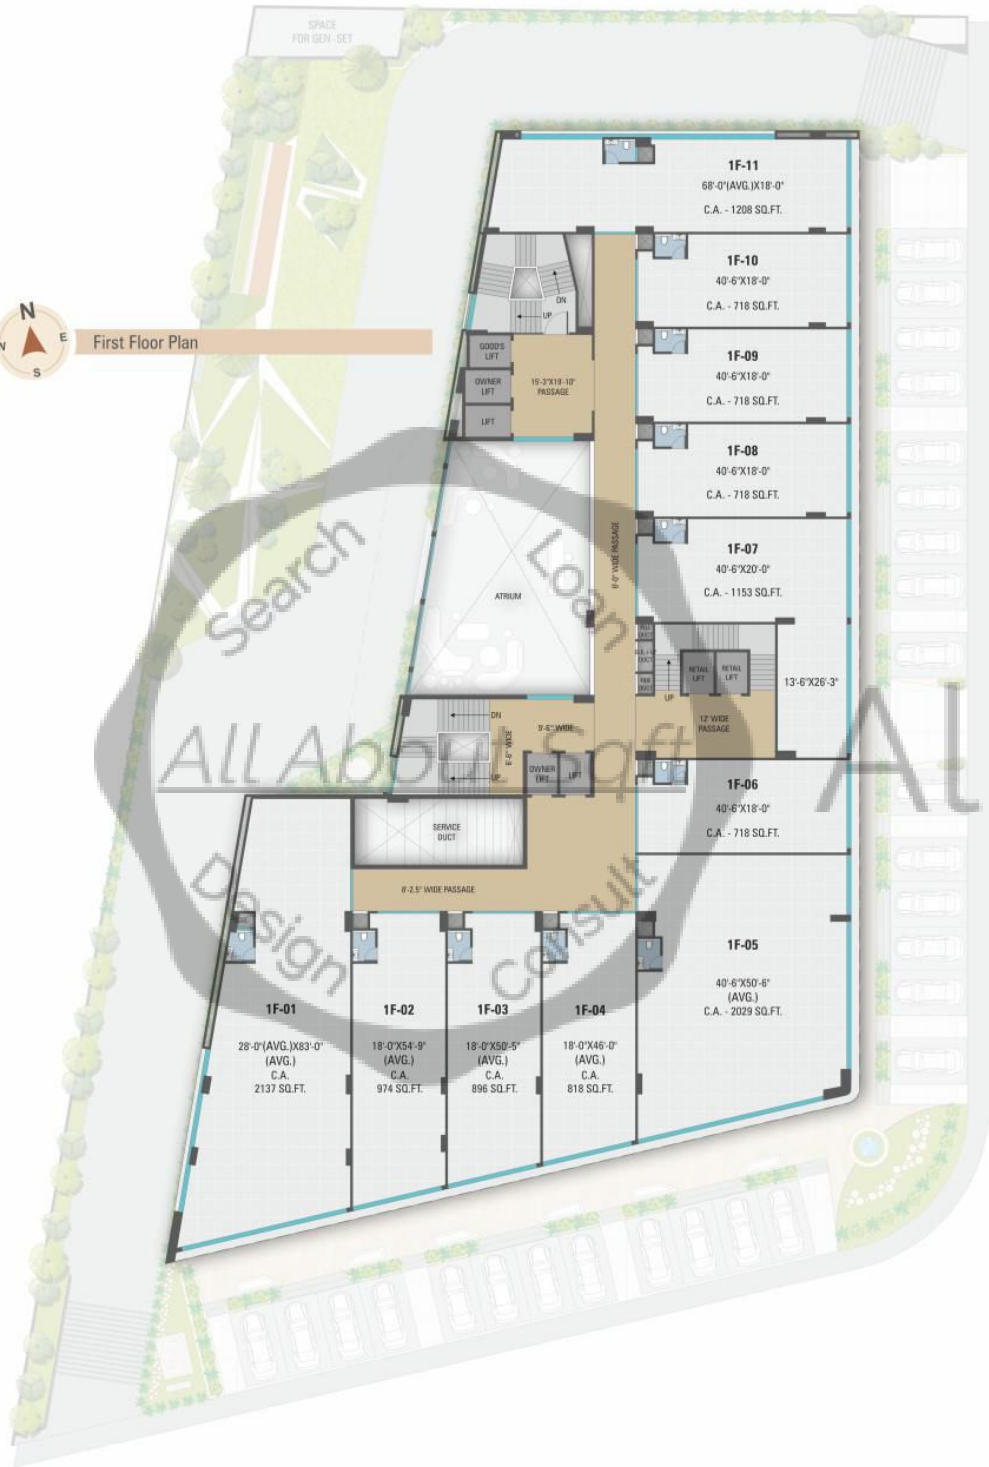 SPACE
FOR GEN-SET
N
W
E
S
First Floor Plan
1F-11
68'-0"(AVG.)X18'-0"
C.A. - 1208 SQ.FT.
1F-10
40'-6"X18'-0"
C.A. - 718 SQ.FT.
DN
UP
GOOD'S
LIFT
OWNER
LIFT
LIFT
15'-3"X19'-10"
PASSAGE
1F-09
40'-6"X18'-0"
C.A. - 718 SQ.FT.
1F-08
40'-6"X18'-0"
C.A. - 718 SQ.FT.
1F-07
40'-6"X20'-0"
C.A. - 1153 SQ.FT.
WIDE PASSAGE
ATRIUM
Search
Loan
DUCT
DUCT
DUCT
RETAIL
LIFT
RETAIL
LIFT
UP
13'-6"X26'-3"
12' WIDE
PASSAGE
DN
UP
9'-6" WIDE
WIDE
OWNER
LIFT
LIFT
All About Sqft
Al
1F-06
40'-6"X18'-0"
C.A. - 718 SQ.FT.
SERVICE
DUCT
8'-2.5" WIDE PASSAGE
Design
Consult
1F-05
40'-6"X50'-6"
(AVG.)
C.A. - 2029 SQ.FT.
1F-01
28'-0"(AVG.)X83'-0"
(AVG.)
C.A.
2137 SQ.FT.
1F-02
18'-0"X54'-9"
(AVG.)
C.A.
974 SQ.FT.
1F-03
18'-0"X50'-5"
(AVG.)
C.A.
896 SQ.FT.
1F-04
18'-0"X46'-0"
(AVG.)
C.A.
818 SQ.FT.